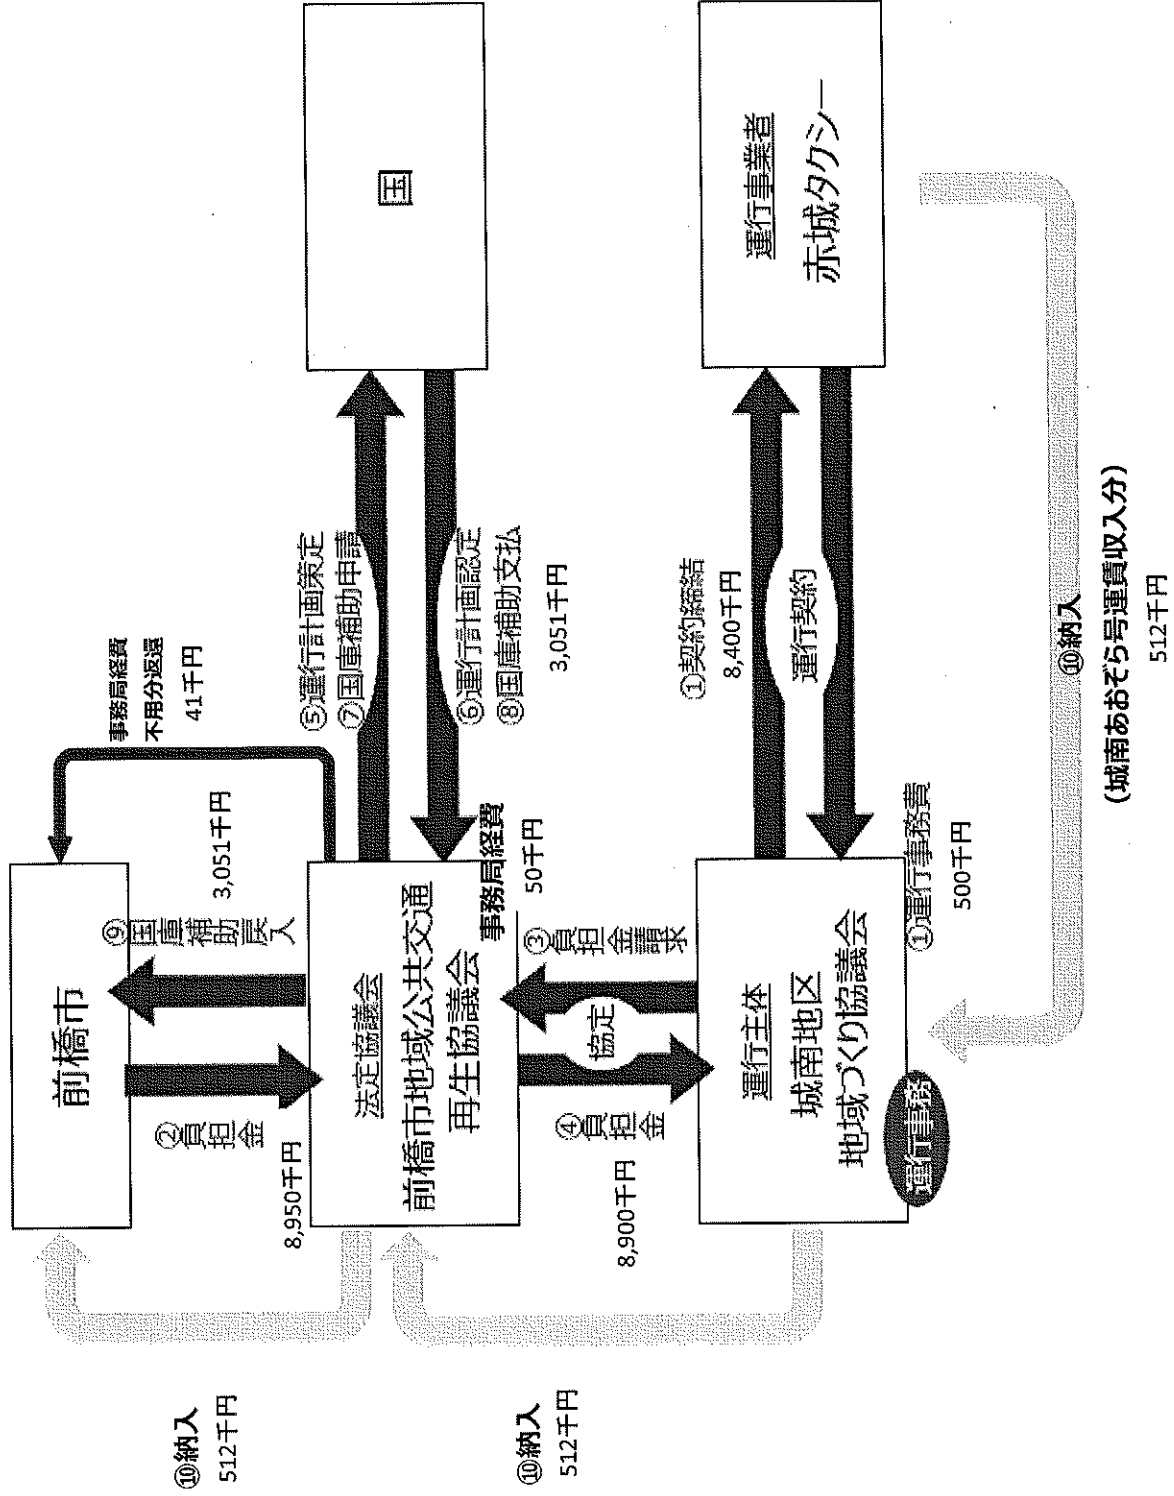 ⑩納入
512千円
⑩納入
512千円
前橋市
②負担金
8,950千円
⑨国庫補助戻入
3,051千円
事務局経費
不用分返還
41千円
法定協議会
前橋市地域公共交通
再生協議会
事務局経費
50千円
⑤運行計画策定
⑦国庫補助申請
⑥運行計画認定
⑧国庫補助支払
3,051千円
国
④負担金
8,900千円
協定
③負担金請求
運行主体
城南地区
地域づくり協議会
運行事務
①運行事務費
500千円
①契約締結
8,400千円
運行契約
運行事業者
赤城タクシー
⑩納入
(城南あおぞら号運賃収入分)
512千円